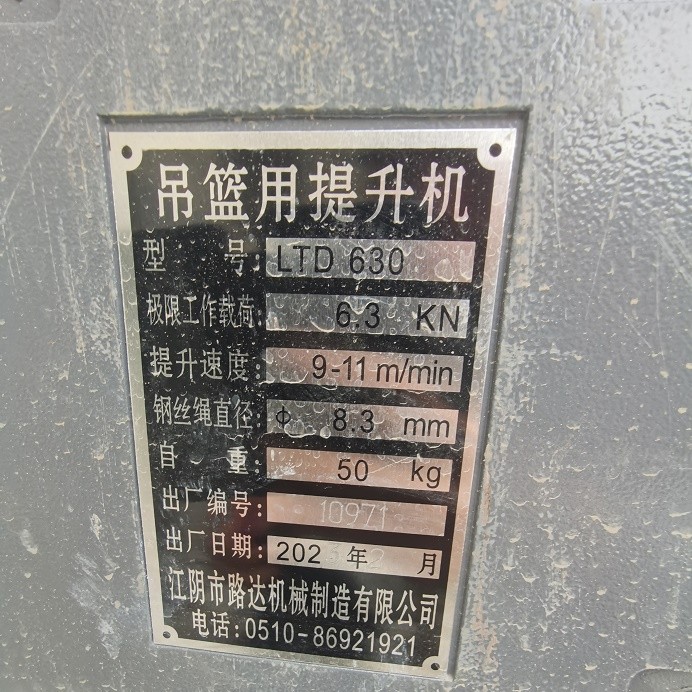 吊篮用提升机
型 号: LTD 630
极限工作载荷: 6.3 KN
提升速度: 9-11 m/min
钢丝绳直径: Φ 8.3 mm
自 重: 50 kg
出厂编号: 10971
出厂日期: 202 年 2 月
江阴市路达机械制造有限公司
电话:0510-86921921